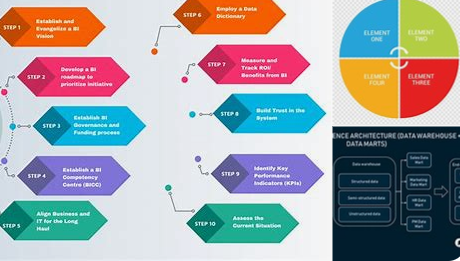 STEP 1
Establish and
Evangelize a BI
Vision
STEP 2
Develop a BI
roadmap to
prioritize initiative
STEP 3
Establish a BI
Governance and
Funding process
STEP 4
Establish a BI
Competency
Centre (BICC)
STEP 5
Align Business and
IT for the Long
Haul
STEP 6
Employ a Data
Dictionary
STEP 7
Measure and
Track ROI/
Benefits from BI
STEP 8
Build Trust in the
System
STEP 9
Identify Key
Performance
Indicators (KPIs)
STEP 10
Assess the
Current Situation
ELEMENT
ONE
ELEMENT
TWO
ELEMENT
FOUR
ELEMENT
THREE
ENCE ARCHITECTURE (DATA WAREHOUSE +
DATA MARTS)
Data warehouse
Structured data
Semi-structured data
Unstructured data
Sales Data
Mart
Marketing
Data Mart
HR Data
Mart
Data
Mart